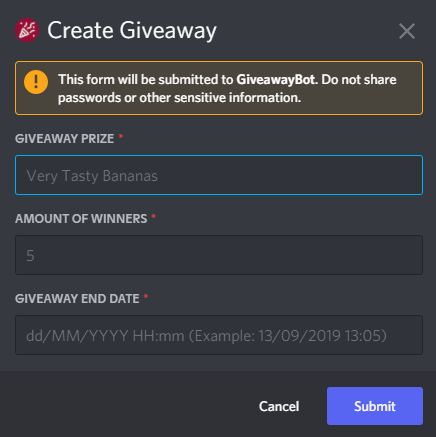 Create Giveaway
This form will be submitted to GiveawayBot. Do not share
passwords or other sensitive information.
GIVEAWAY PRIZE *
Very Tasty Bananas
AMOUNT OF WINNERS *
5
GIVEAWAY END DATE *
dd/MM/YYYY HH:mm (Example: 13/09/2019 13:05)
Cancel Submit